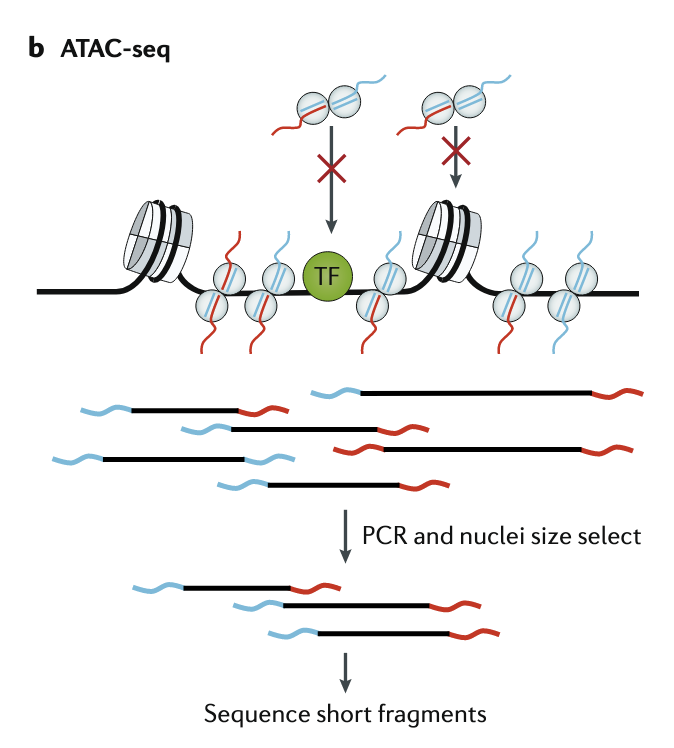 b ATAC-seq
TF
PCR and nuclei size select
Sequence short fragments